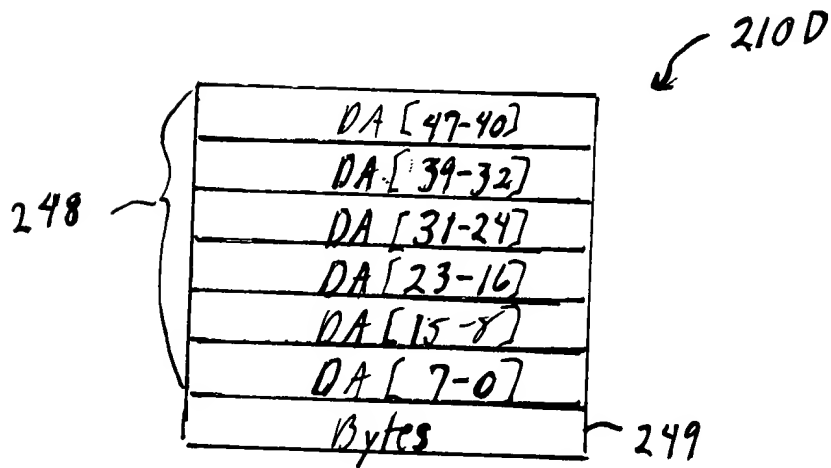 210D
DA [47-40]
DA [39-32]
248
DA [31-24]
DA [23-16]
DA [15-8]
DA [7-0]
Bytes
249